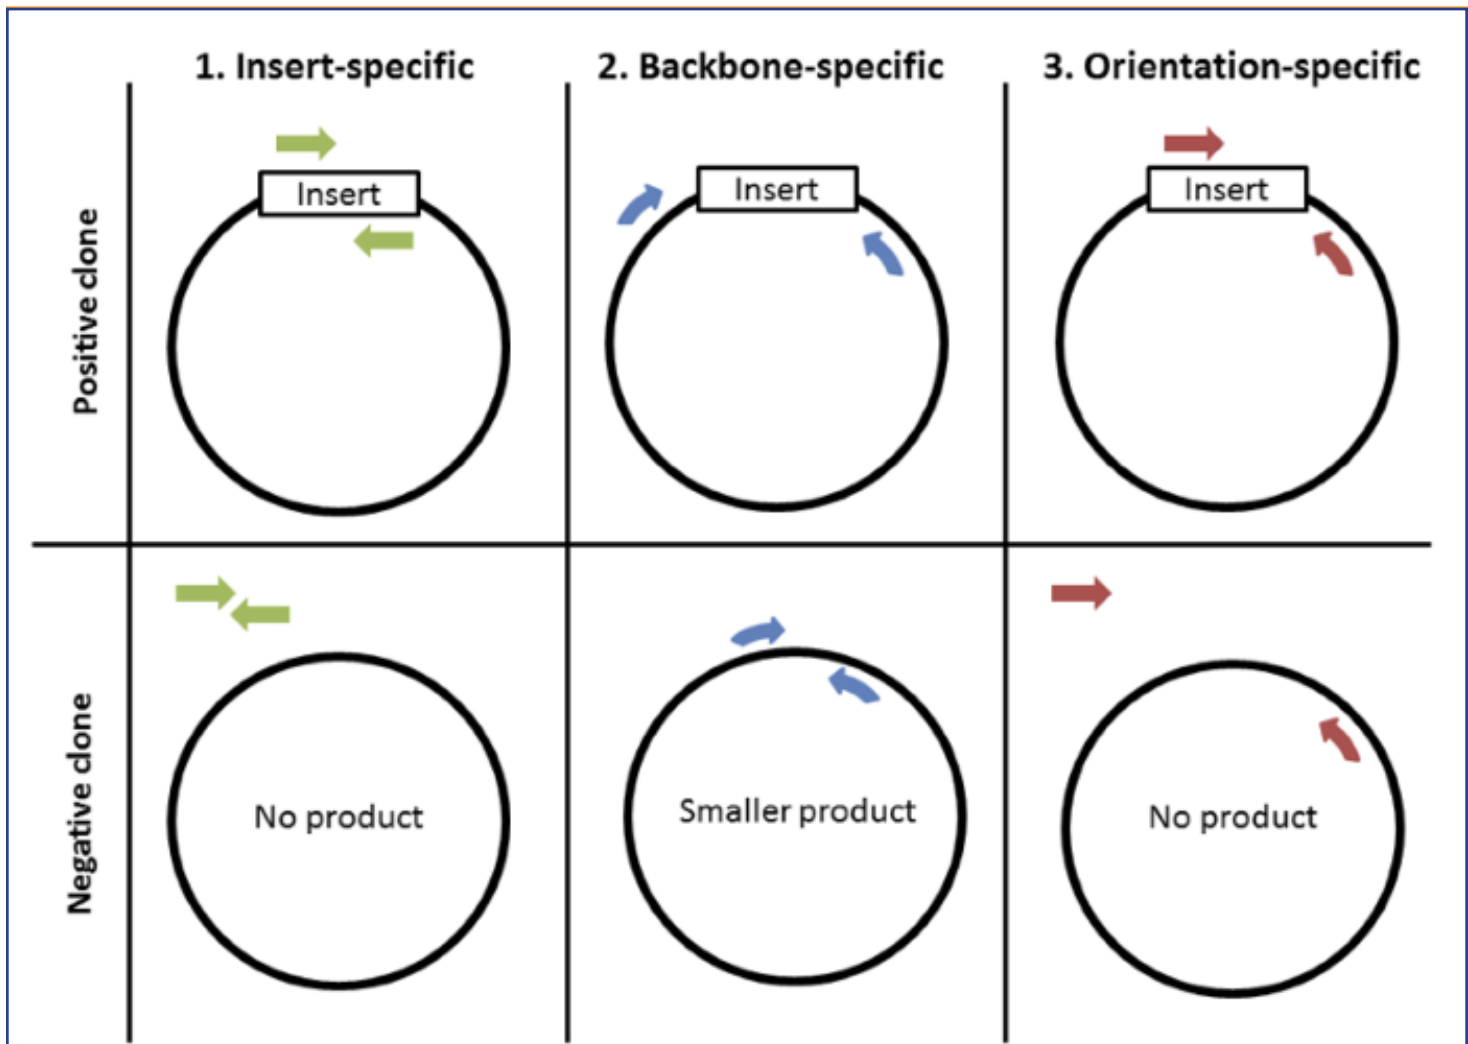 1. Insert-specific
2. Backbone-specific
3. Orientation-specific
Positive clone
Insert
Insert
Insert
Negative clone
No product
Smaller product
No product